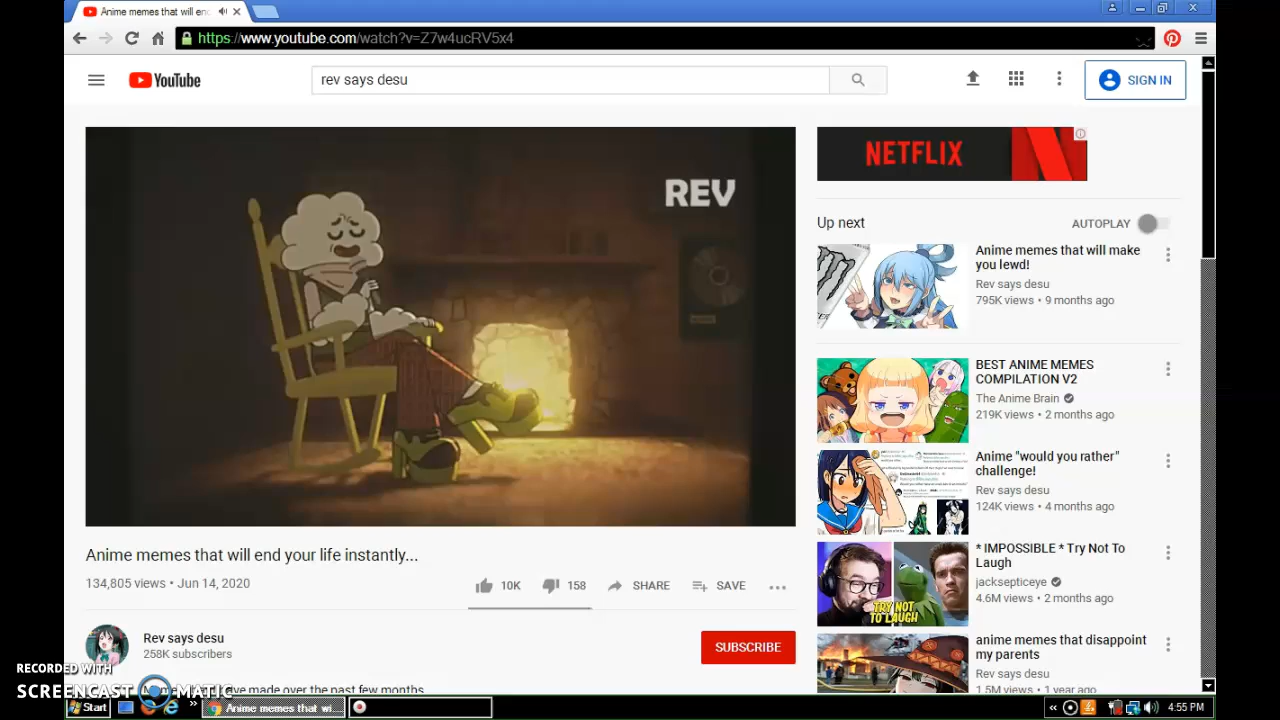 Anime memes that will en
https://www.youtube.com/watch?v=Z7w4ucRV5x4
YouTube
rev says desu
SIGN IN
REV
NETFLIX
Up next
AUTOPLAY
Anime memes that will make
you lewd!
Rev says desu
795K views • 9 months ago
BEST ANIME MEMES
COMPILATION V2
The Anime Brain
219K views • 2 months ago
Anime "would you rather"
challenge!
Rev says desu
124K views • 4 months ago
* IMPOSSIBLE * Try Not To
Laugh
jacksepticeye
4.6M views • 2 months ago
TRY NOT
TO LAUGH
anime memes that disappoint
my parents
Rev says desu
1.5M views • 1 year ago
Anime memes that will end your life instantly...
134,805 views • Jun 14, 2020
10K
158
SHARE
SAVE
Rev says desu
258K subscribers
SUBSCRIBE
made over the past few months
RECORDED WITH
SCREENCAST MATIC
Start
Anime memes that wi...
4:55 PM